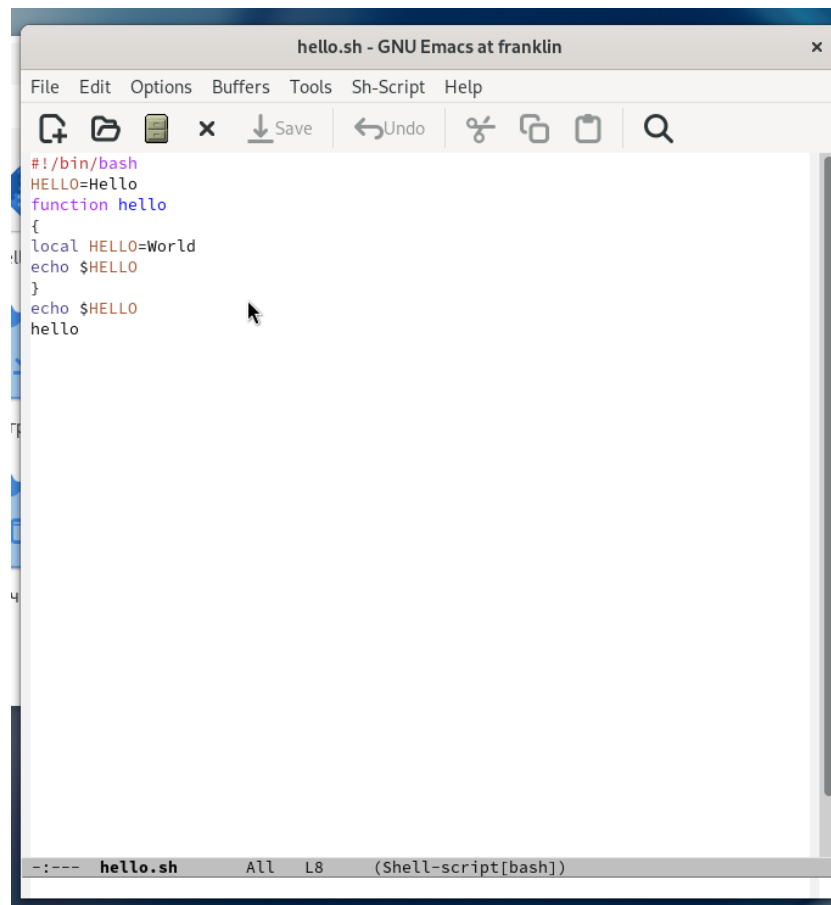 hello.sh - GNU Emacs at franklin
File Edit Options Buffers Tools Sh-Script Help
Save Undo
#!/bin/bash
HELLO=Hello
function hello
{
local HELLO=World
echo $HELLO
}
echo $HELLO
hello
-:--- hello.sh All L8 (Shell-script[bash])